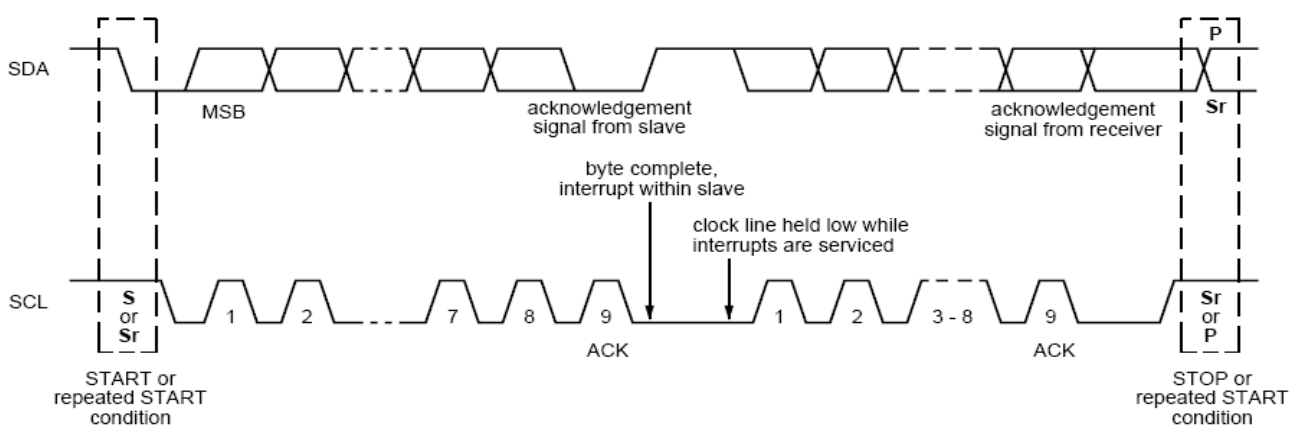 P
SDA
MSB
acknowledgement
signal from slave
acknowledgement
signal from receiver
Sr
byte complete,
interrupt within slave
clock line held low while
interrupts are serviced
SCL
S
or
Sr
1
2
7
8
9
1
2
3 - 8
9
Sr
or
P
ACK
ACK
START or
repeated START
condition
STOP or
repeated START
condition